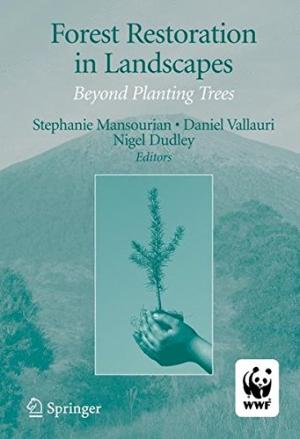 Forest Restoration
in Landscapes
Beyond Planting Trees
Stephanie Mansourian • Daniel Vallauri
Nigel Dudley
Editors
Springer
WWF